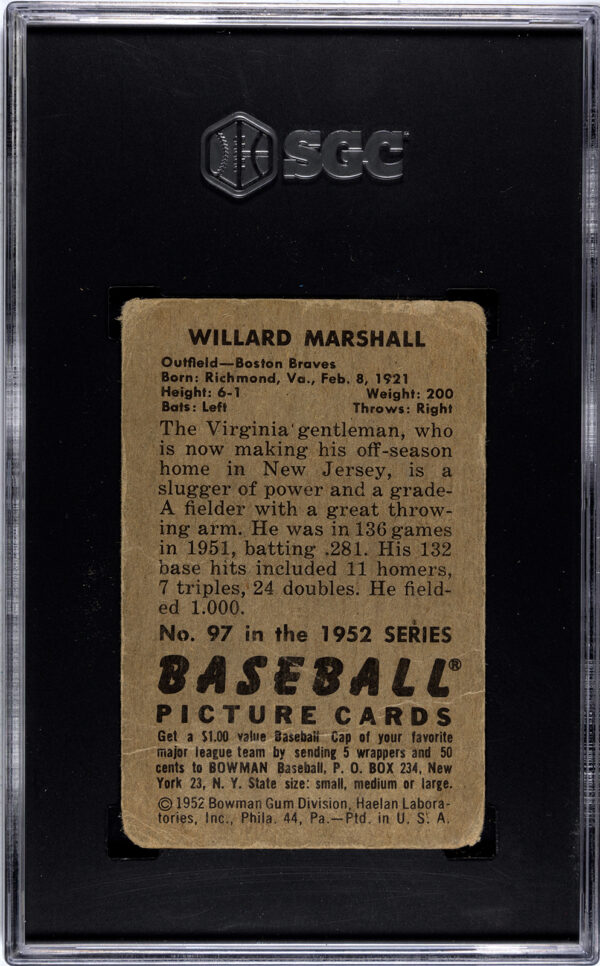 SGC
WILLARD MARSHALL
Outfield—Boston Braves
Born: Richmond, Va., Feb. 8, 1921
Height: 6-1 Weight: 200
Bats: Left Throws: Right
The Virginia gentleman, who
is now making his off-season
home in New Jersey, is a
slugger of power and a grade-
A fielder with a great throw-
ing arm. He was in 136 games
in 1951, batting .281. His 132
base hits included 11 homers,
7 triples, 24 doubles. He field-
ed 1.000.
No. 97 in the 1952 SERIES
BASEBALL®
PICTURE CARDS
Get a $1.00 value Baseball Cap of your favorite
major league team by sending 5 wrappers and 50
cents to BOWMAN Baseball, P. O. BOX 234, New
York 23, N. Y. State size: small, medium or large.
© 1952 Bowman Gum Division, Haelan Labora-
tories, Inc., Phila. 44, Pa.—Ptd. in U. S. A.